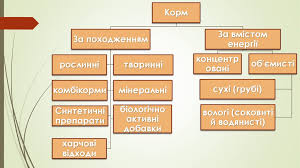 Корм
За походженням
За вмістом
енергії
рослинні
тваринні
концентр
овані
об'ємисті
комбікорми
мінеральні
сухі (грубі)
Синтетичні
препарати
біологічно
активні
добавки
вологі (соковиті
й водянисті)
харчові
відходи